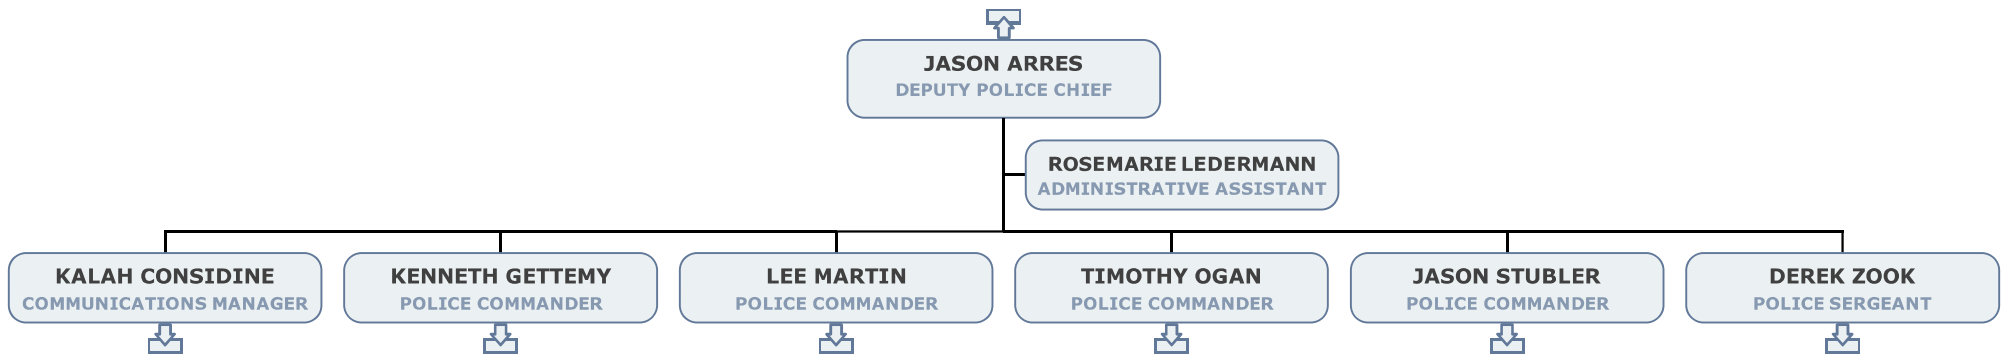 JASON ARRES
DEPUTY POLICE CHIEF
ROSEMARIE LEDERMANN
ADMINISTRATIVE ASSISTANT
KALAH CONSIDINE
COMMUNICATIONS MANAGER
KENNETH GETTEMY
POLICE COMMANDER
LEE MARTIN
POLICE COMMANDER
TIMOTHY OGAN
POLICE COMMANDER
JASON STUBLER
POLICE COMMANDER
DEREK ZOOK
POLICE SERGEANT